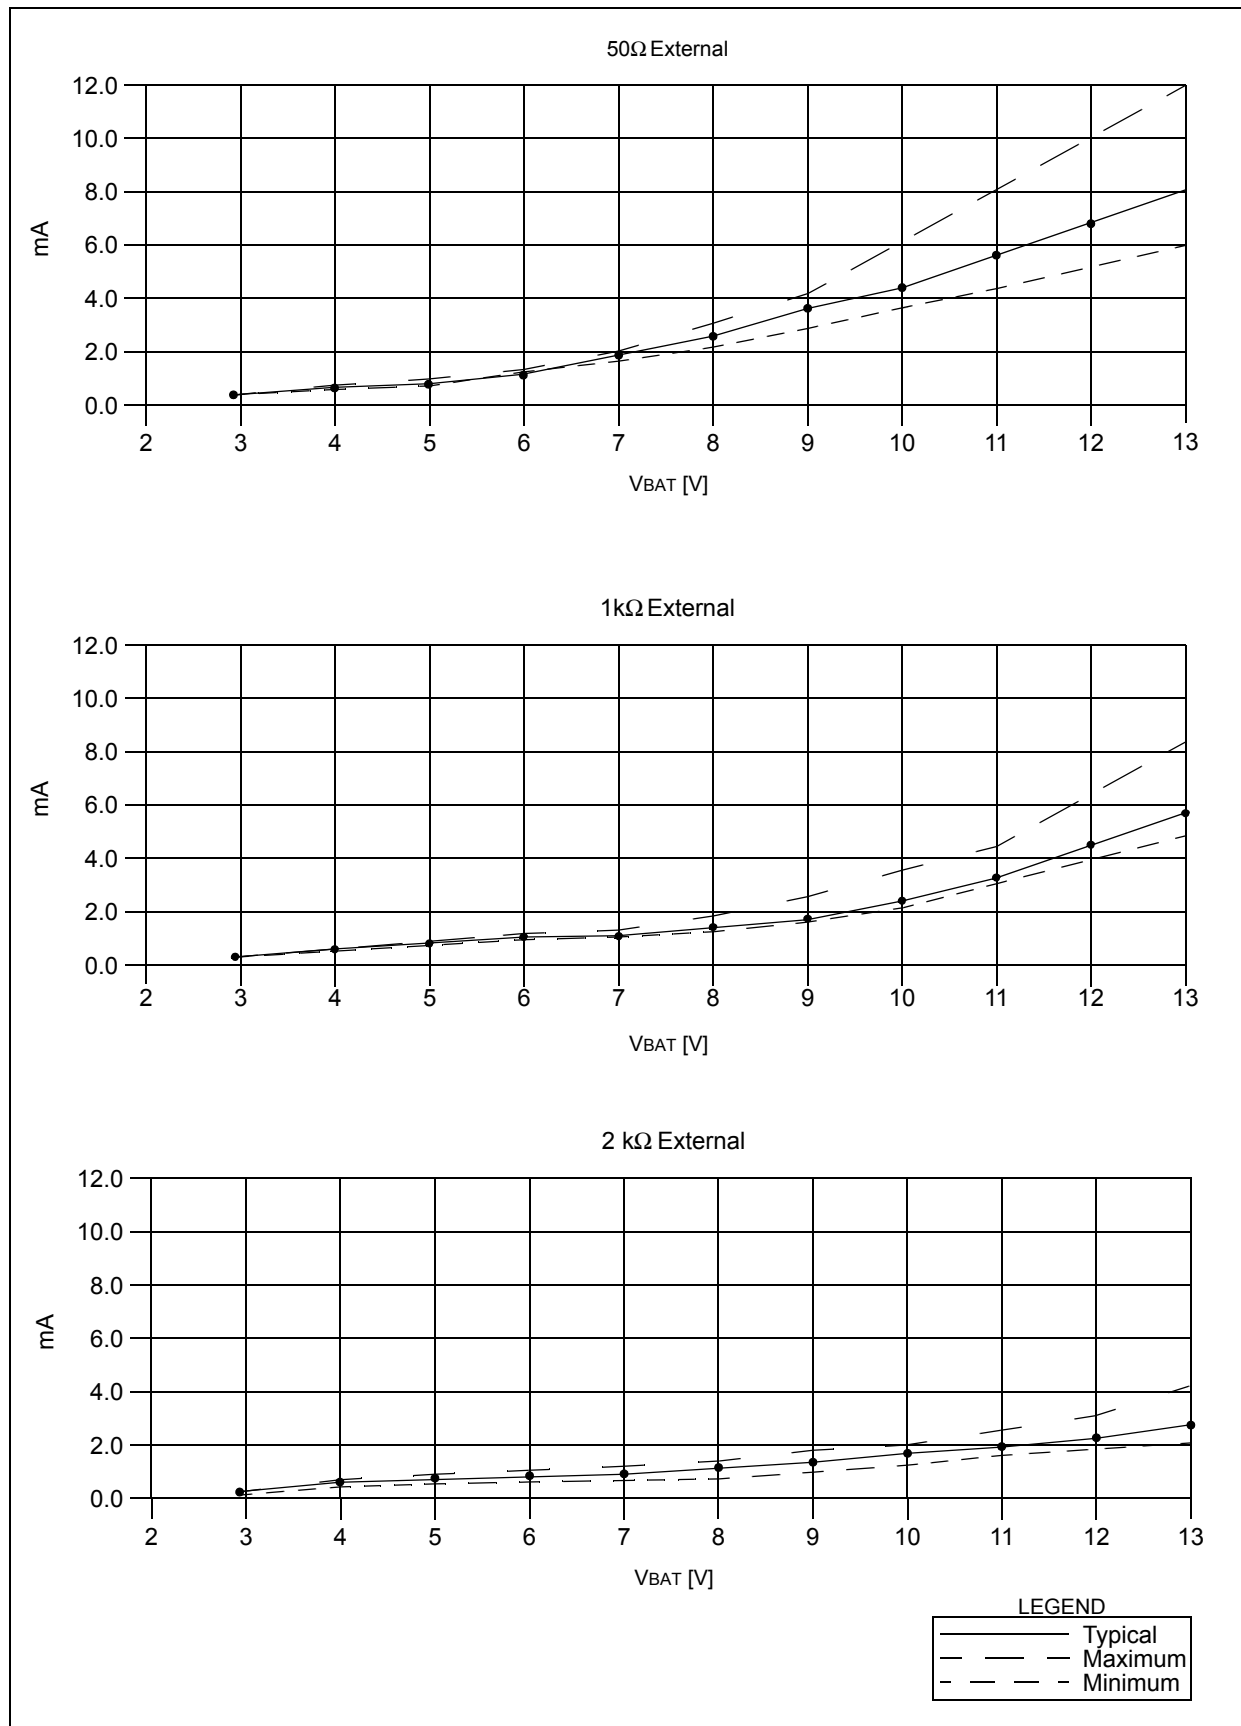 50Ω External
12.0
10.0
8.0
6.0
4.0
2.0
0.0
mA
2 3 4 5 6 7 8 9 10 11 12 13
VBAT [V]
1kΩ External
12.0
10.0
8.0
6.0
4.0
2.0
0.0
mA
2 3 4 5 6 7 8 9 10 11 12 13
VBAT [V]
2 kΩ External
12.0
10.0
8.0
6.0
4.0
2.0
0.0
mA
2 3 4 5 6 7 8 9 10 11 12 13
VBAT [V]
LEGEND
Typical
Maximum
Minimum